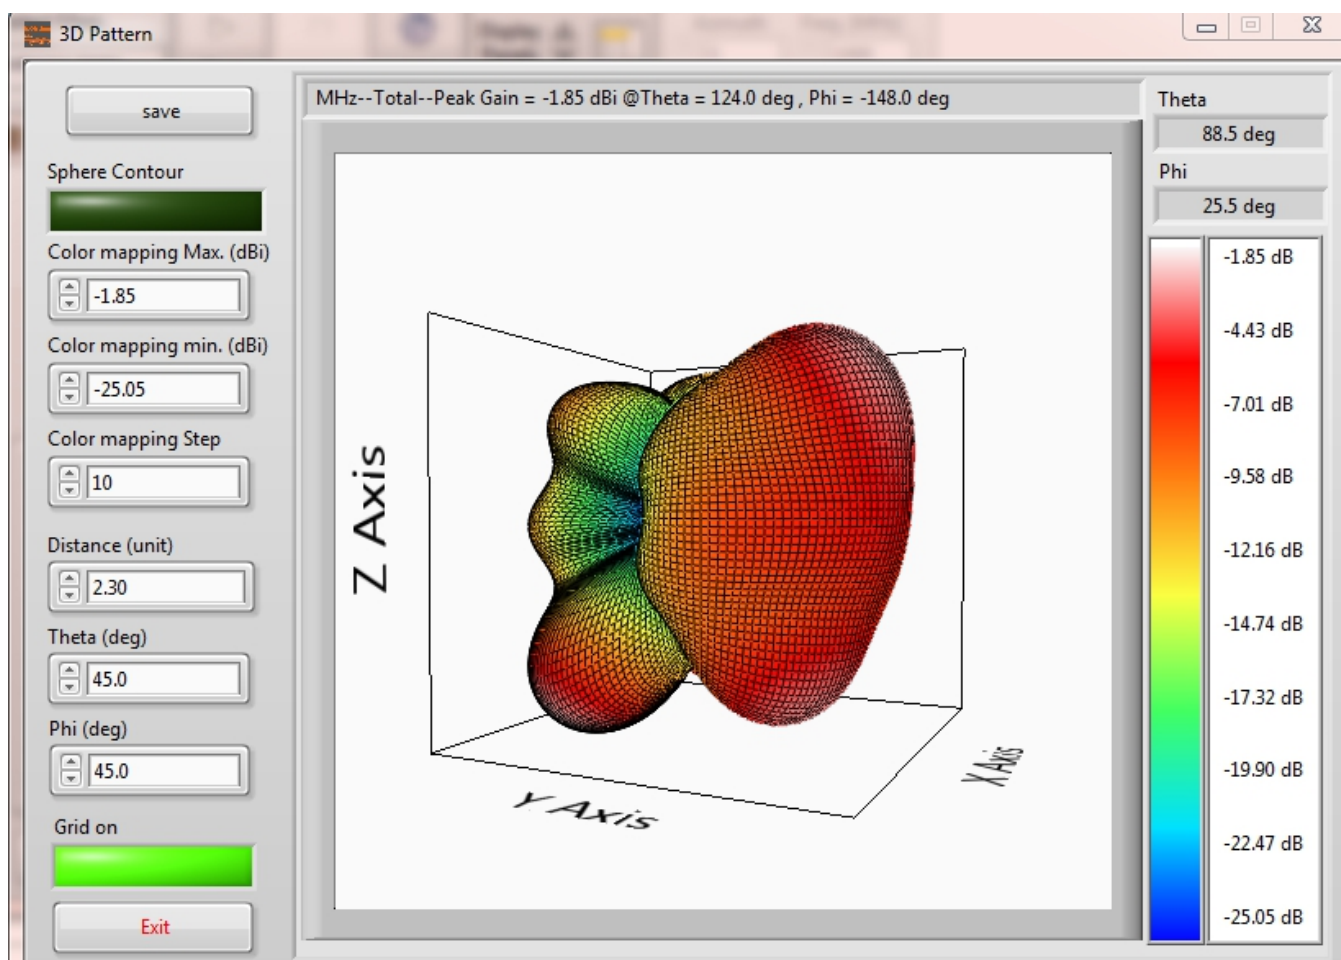 3D Pattern
save
Sphere Contour
Color mapping Max. (dBi)
-1.85
Color mapping min. (dBi)
-25.05
Color mapping Step
10
Distance (unit)
2.30
Theta (deg)
45.0
Phi (deg)
45.0
Grid on
Exit
MHz--Total--Peak Gain = -1.85 dBi @Theta = 124.0 deg , Phi = -148.0 deg
Z Axis
Y Axis
X Axis
Theta
88.5 deg
Phi
25.5 deg
-1.85 dB
-4.43 dB
-7.01 dB
-9.58 dB
-12.16 dB
-14.74 dB
-17.32 dB
-19.90 dB
-22.47 dB
-25.05 dB